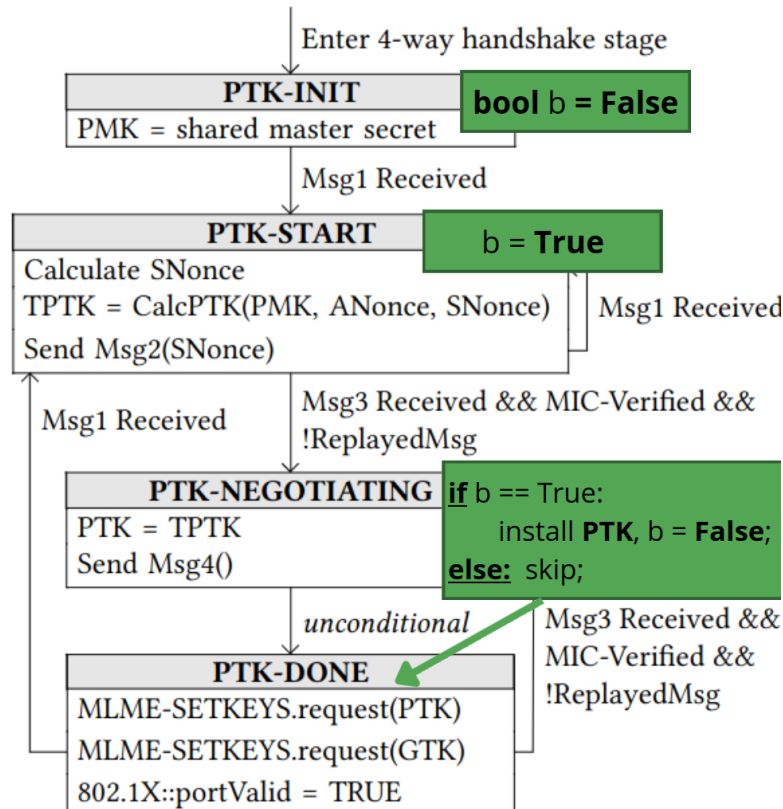 Enter 4-way handshake stage
PTK-INIT
bool b = False
PMK = shared master secret
Msg1 Received
PTK-START
b = True
Calculate SNonce
TPTK = CalcPTK(PMK, ANonce, SNonce)
Send Msg2(SNonce)
Msg1 Received
Msg1 Received
Msg3 Received && MIC-Verified &&
!ReplayedMsg
PTK-NEGOTIATING
PTK = TPTK
Send Msg4()
if b == True:
install PTK, b = False;
else: skip;
unconditional
Msg3 Received &&
MIC-Verified &&
!ReplayedMsg
PTK-DONE
MLME-SETKEYS.request(PTK)
MLME-SETKEYS.request(GTK)
802.1X::portValid = TRUE